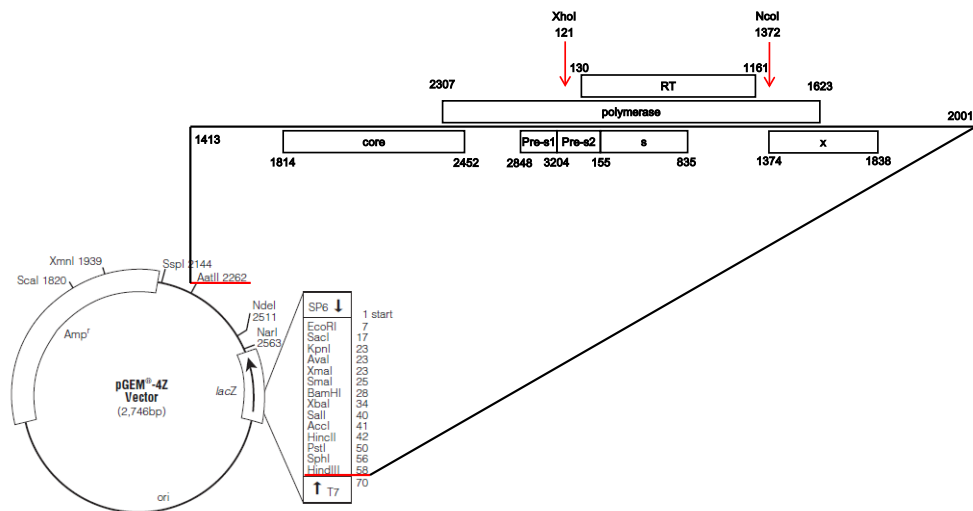 XhoI
121
NcoI
1372
130
1161
RT
2307
1623
polymerase
2001
1413
core
Pre-s1
Pre-s2
s
x
1814
2452
2848
3204
155
835
1374
1838
XmnI 1939
SspI 2144
ScaI 1820
AatII 2262
NdeI
2511
NarI
2563
Ampʳ
lacZ
pGEM®-4Z
Vector
(2,746bp)
ori
SP6
1 start
EcoRI 7
SacI 17
KpnI 23
AvaI 23
XmaI 23
SmaI 25
BamHI 28
XbaI 34
SalI 40
AccI 41
HincII 42
PstI 50
SphI 56
HindIII 58
70
T7